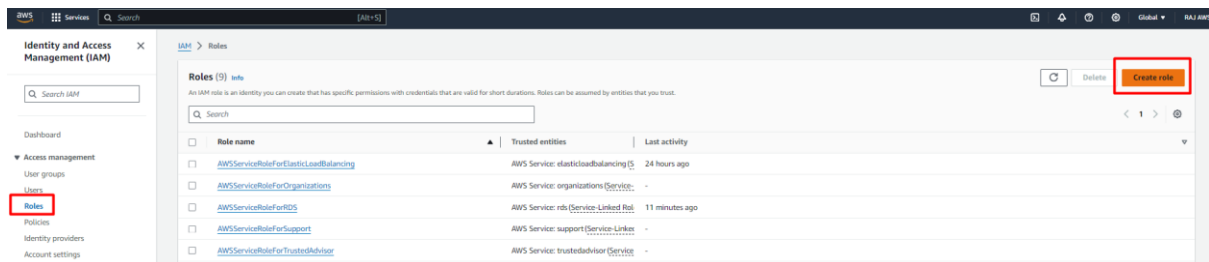 aws Services Search [Alt+S] Global RAJ AWS
Identity and Access
Management (IAM)
Search IAM
Dashboard
Access management
User groups
Users
Roles
Policies
Identity providers
Account settings
IAM > Roles
Roles (9) Info
Delete
Create role
An IAM role is an identity you can create that has specific permissions with credentials that are valid for short durations. Roles can be assumed by entities that you trust.
Search
1
Role name Trusted entities Last activity
AWSServiceRoleForElasticLoadBalancing AWS Service: elasticloadbalancing (S 24 hours ago
AWSServiceRoleForOrganizations AWS Service: organizations (Service- -
AWSServiceRoleForRDS AWS Service: rds (Service-Linked Rol 11 minutes ago
AWSServiceRoleForSupport AWS Service: support (Service-Linked -
AWSServiceRoleForTrustedAdvisor AWS Service: trustedadvisor (Service -